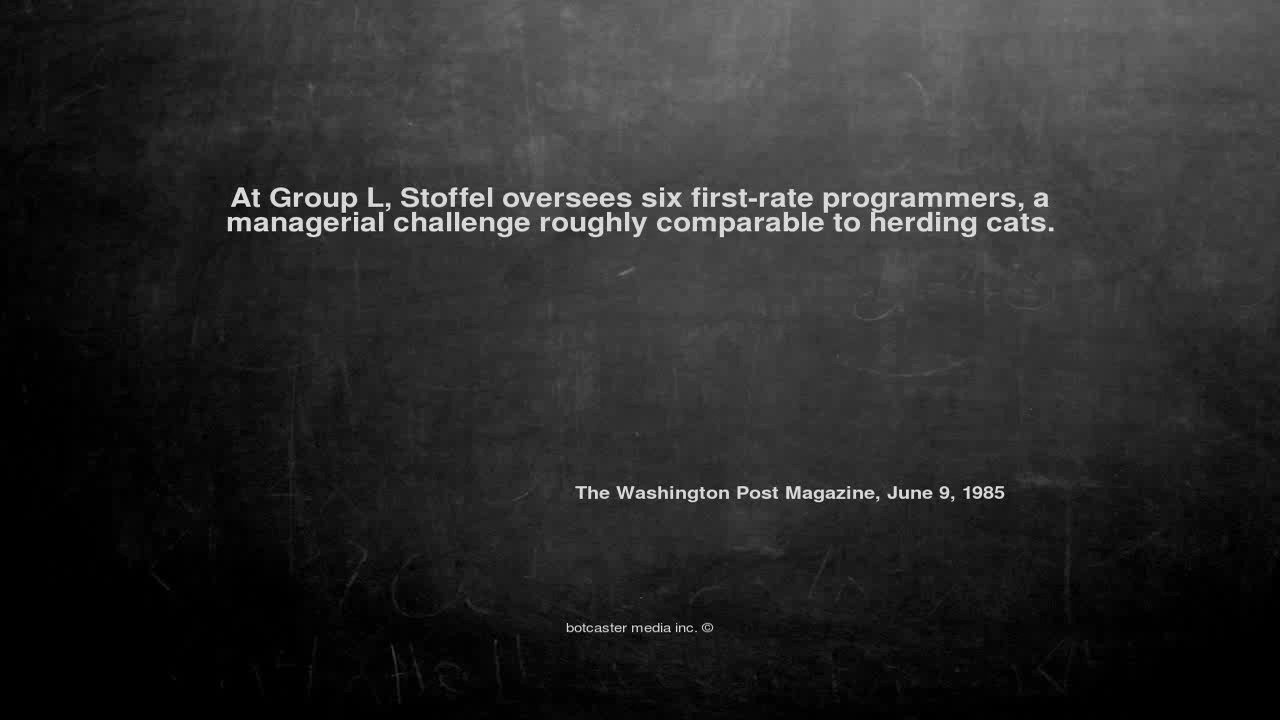 At Group L, Stoffel oversees six first-rate programmers, a
managerial challenge roughly comparable to herding cats.
The Washington Post Magazine, June 9, 1985
botcaster media inc. ©